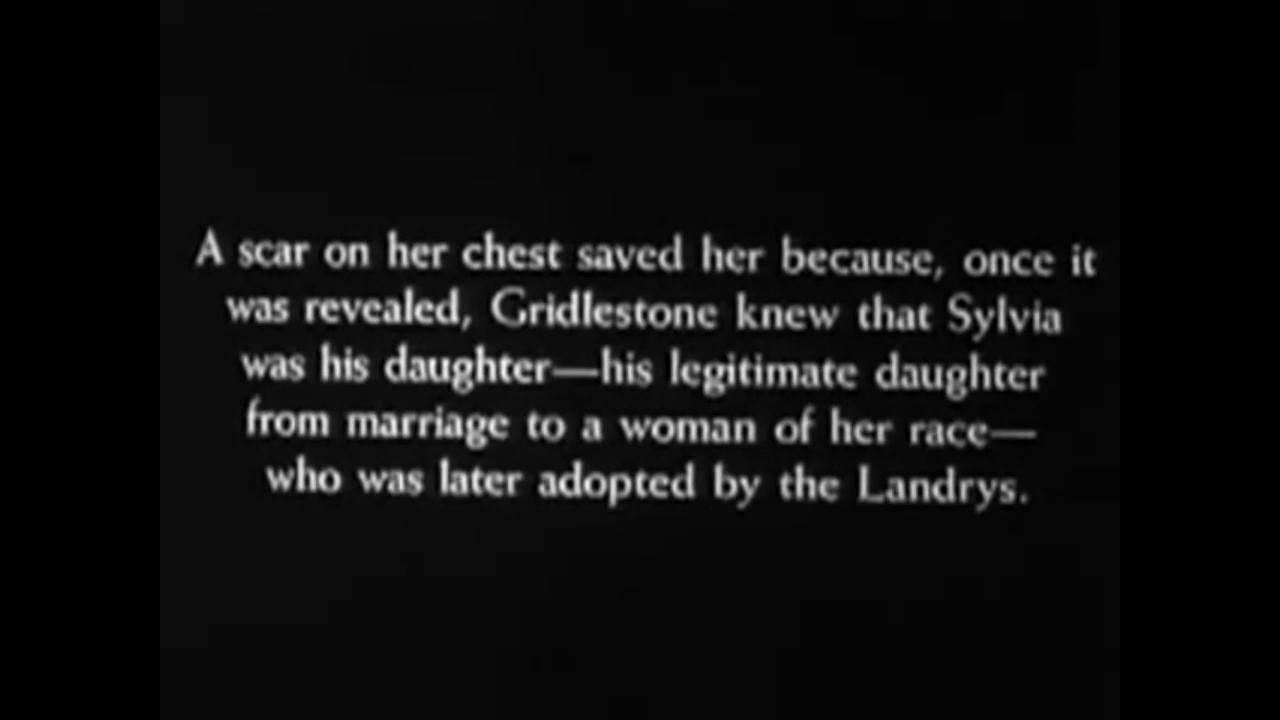 A scar on her chest saved her because, once it
was revealed, Gridlestone knew that Sylvia
was his daughter—his legitimate daughter
from marriage to a woman of her race—
who was later adopted by the Landrys.